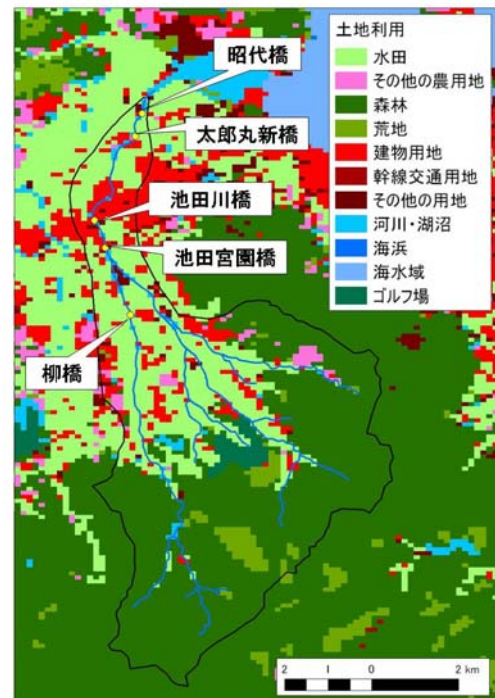 土地利用
水田
その他の農用地
森林
荒地
建物用地
幹線交通用地
その他の用地
河川・湖沼
海浜
海水域
ゴルフ場
昭代橋
太郎丸新橋
池田川橋
池田宮園橋
柳橋
2 1 0 2 km